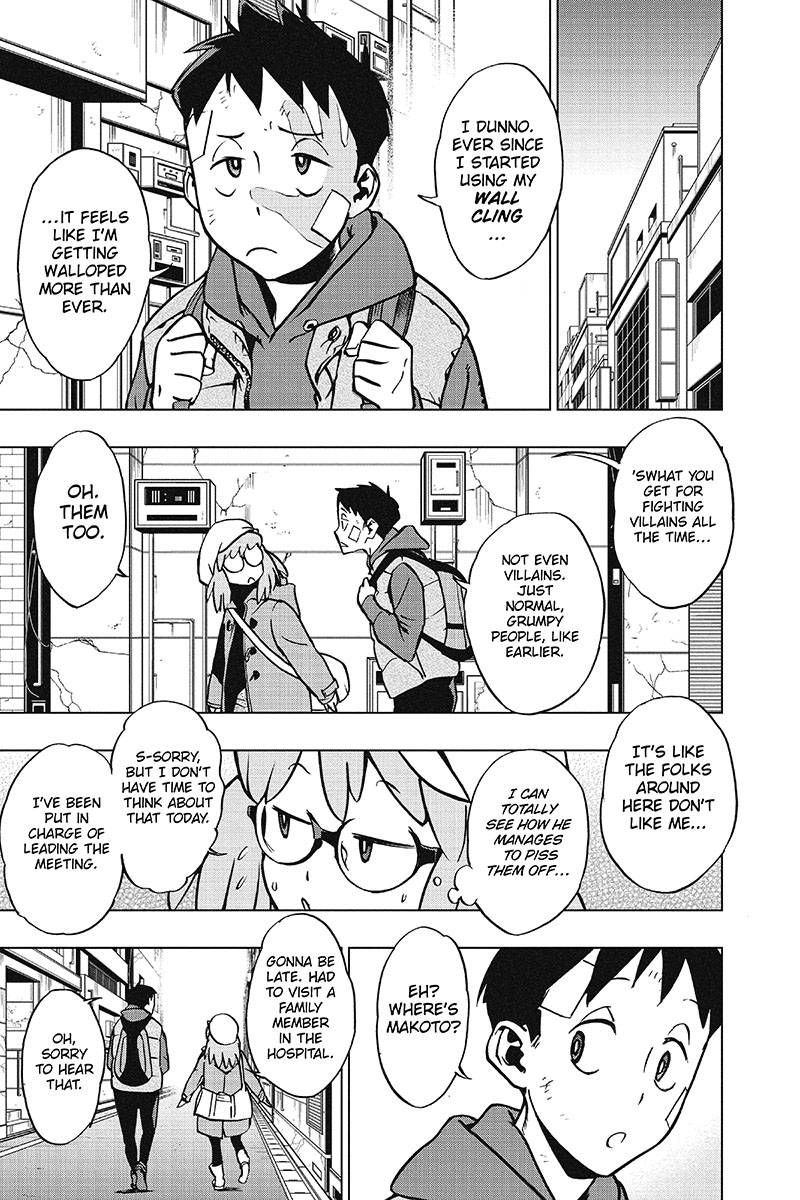 I DUNNO.
EVER SINCE
I STARTED
USING MY
WALL
CLING
...
...IT FEELS
LIKE I'M
GETTING
WALLOPED
MORE THAN
EVER.
'SWHAT YOU
GET FOR
FIGHTING
VILLAINS ALL
THE TIME...
NOT EVEN
VILLAINS.
JUST
NORMAL,
GRUMPY
PEOPLE, LIKE
EARLIER.
OH.
THEM
TOO.
IT'S LIKE
THE FOLKS
AROUND
HERE DON'T
LIKE ME...
I CAN
TOTALLY
SEE HOW HE
MANAGES
TO PISS
THEM OFF...
S-SORRY,
BUT I DON'T
HAVE TIME TO
THINK ABOUT
THAT TODAY.
I'VE BEEN
PUT IN
CHARGE OF
LEADING THE
MEETING.
EH?
WHERE'S
MAKOTO?
GONNA BE
LATE. HAD
TO VISIT A
FAMILY
MEMBER
IN THE
HOSPITAL.
OH,
SORRY
TO HEAR
THAT.